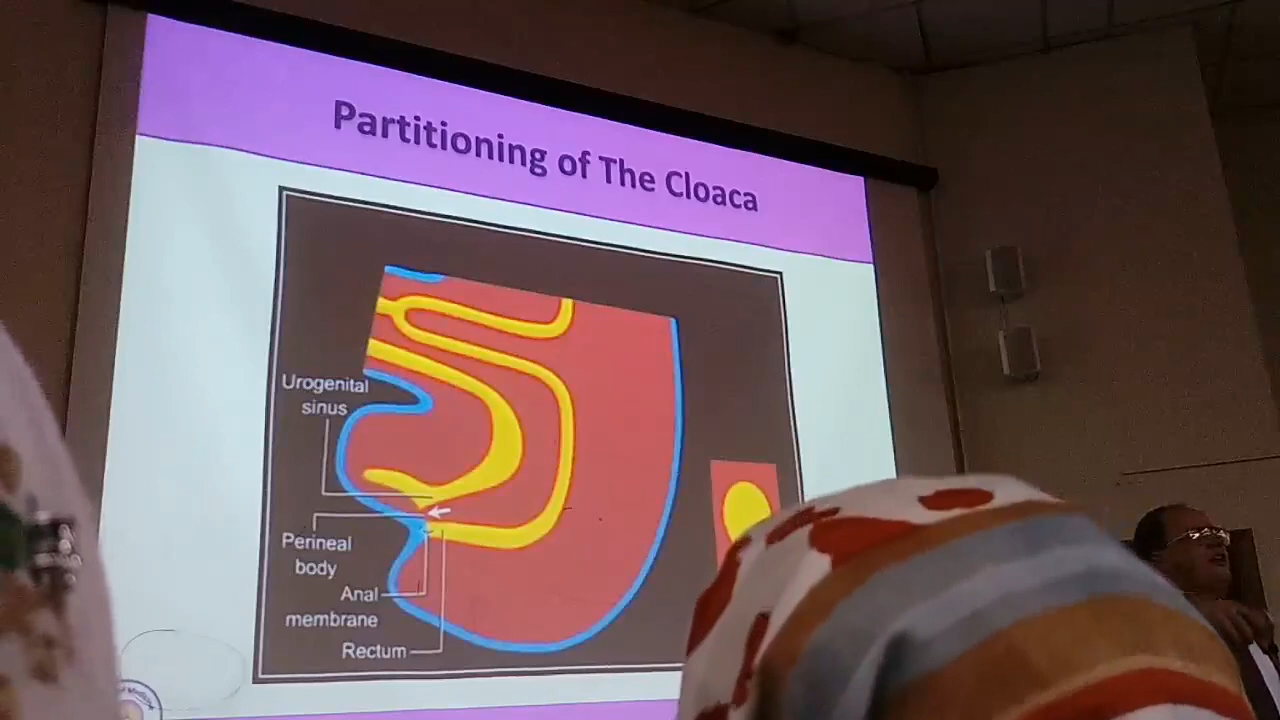 Partitioning of The Cloaca
Urogenital
sinus
Perineal
body
Anal
membrane
Rectum